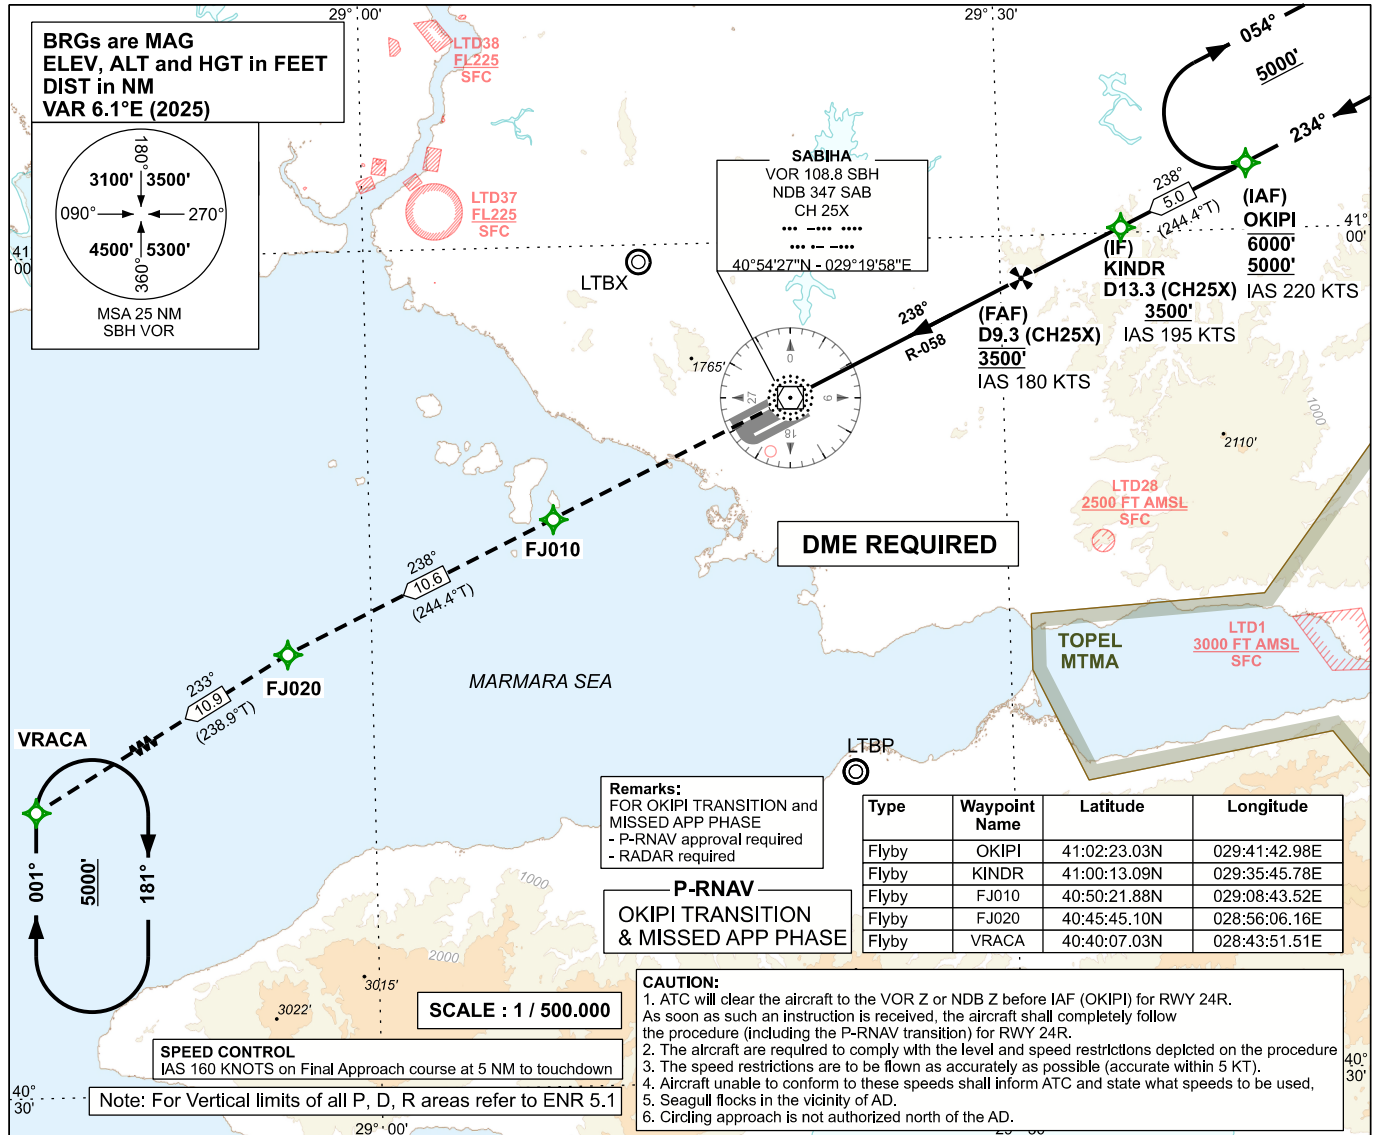 29° 00'
29° 30'
BRGs are MAG
ELEV, ALT and HGT in FEET
DIST in NM
VAR 6.1°E (2025)
180°
3100' 3500'
090° 270°
4500' 5300'
360°
MSA 25 NM
SBH VOR
41°
00'
LTD38
FL225
SFC
LTD37
FL225
SFC
LTBX
SABIHA
VOR 108.8 SBH
NDB 347 SAB
CH 25X
••• –••• ••••
••• •– –•••
40°54'27"N - 029°19'58"E
054°
5000'
234°
238°
5.0
(244.4°T)
(IAF)
OKIPI
6000'
5000'
IAS 220 KTS
41°
00'
(IF)
KINDR
D13.3 (CH25X)
3500'
IAS 195 KTS
(FAF)
D9.3 (CH25X)
3500'
IAS 180 KTS
238°
R-058
1765'
0
27
9
18
1000
2110'
LTD28
2500 FT AMSL
SFC
DME REQUIRED
FJ010
238°
10.6
(244.4°T)
FJ020
233°
10.9
(238.9°T)
MARMARA SEA
TOPEL
MTMA
LTD1
3000 FT AMSL
SFC
VRACA
001°
5000'
181°
LTBP
Remarks:
FOR OKIPI TRANSITION and
MISSED APP PHASE
- P-RNAV approval required
- RADAR required
P-RNAV
OKIPI TRANSITION
& MISSED APP PHASE
Type Waypoint Name Latitude Longitude
Flyby OKIPI 41:02:23.03N 029:41:42.98E
Flyby KINDR 41:00:13.09N 029:35:45.78E
Flyby FJ010 40:50:21.88N 029:08:43.52E
Flyby FJ020 40:45:45.10N 028:56:06.16E
Flyby VRACA 40:40:07.03N 028:43:51.51E
1000
2000
3015'
3022'
SCALE : 1 / 500.000
SPEED CONTROL
IAS 160 KNOTS on Final Approach course at 5 NM to touchdown
Note: For Vertical limits of all P, D, R areas refer to ENR 5.1
CAUTION:
1. ATC will clear the aircraft to the VOR Z or NDB Z before IAF (OKIPI) for RWY 24R.
As soon as such an instruction is received, the aircraft shall completely follow
the procedure (including the P-RNAV transition) for RWY 24R.
2. The aircraft are required to comply with the level and speed restrictions depicted on the procedure
3. The speed restrictions are to be flown as accurately as possible (accurate within 5 KT).
4. Aircraft unable to conform to these speeds shall inform ATC and state what speeds to be used,
5. Seagull flocks in the vicinity of AD.
6. Circling approach is not authorized north of the AD.
40°
30'
40°
30'
29° 00'